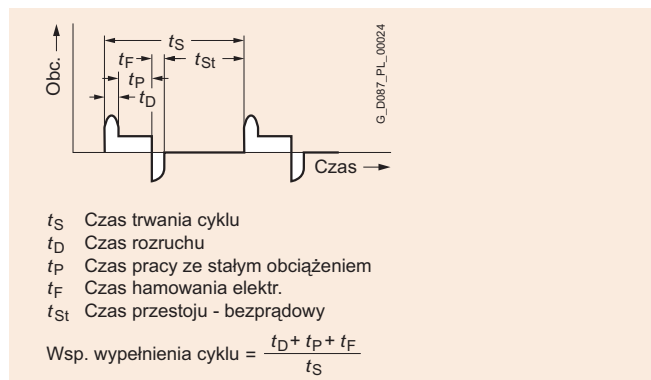 Obc.
tS
tF
tSt
tP
tD
Czas
G_D087_PL_00024
tS Czas trwania cyklu
tD Czas rozruchu
tP Czas pracy ze stałym obciążeniem
tF Czas hamowania elektr.
tSt Czas przestoju - bezprądowy
Wsp. wypełnienia cyklu = tD + tP + tF
tS